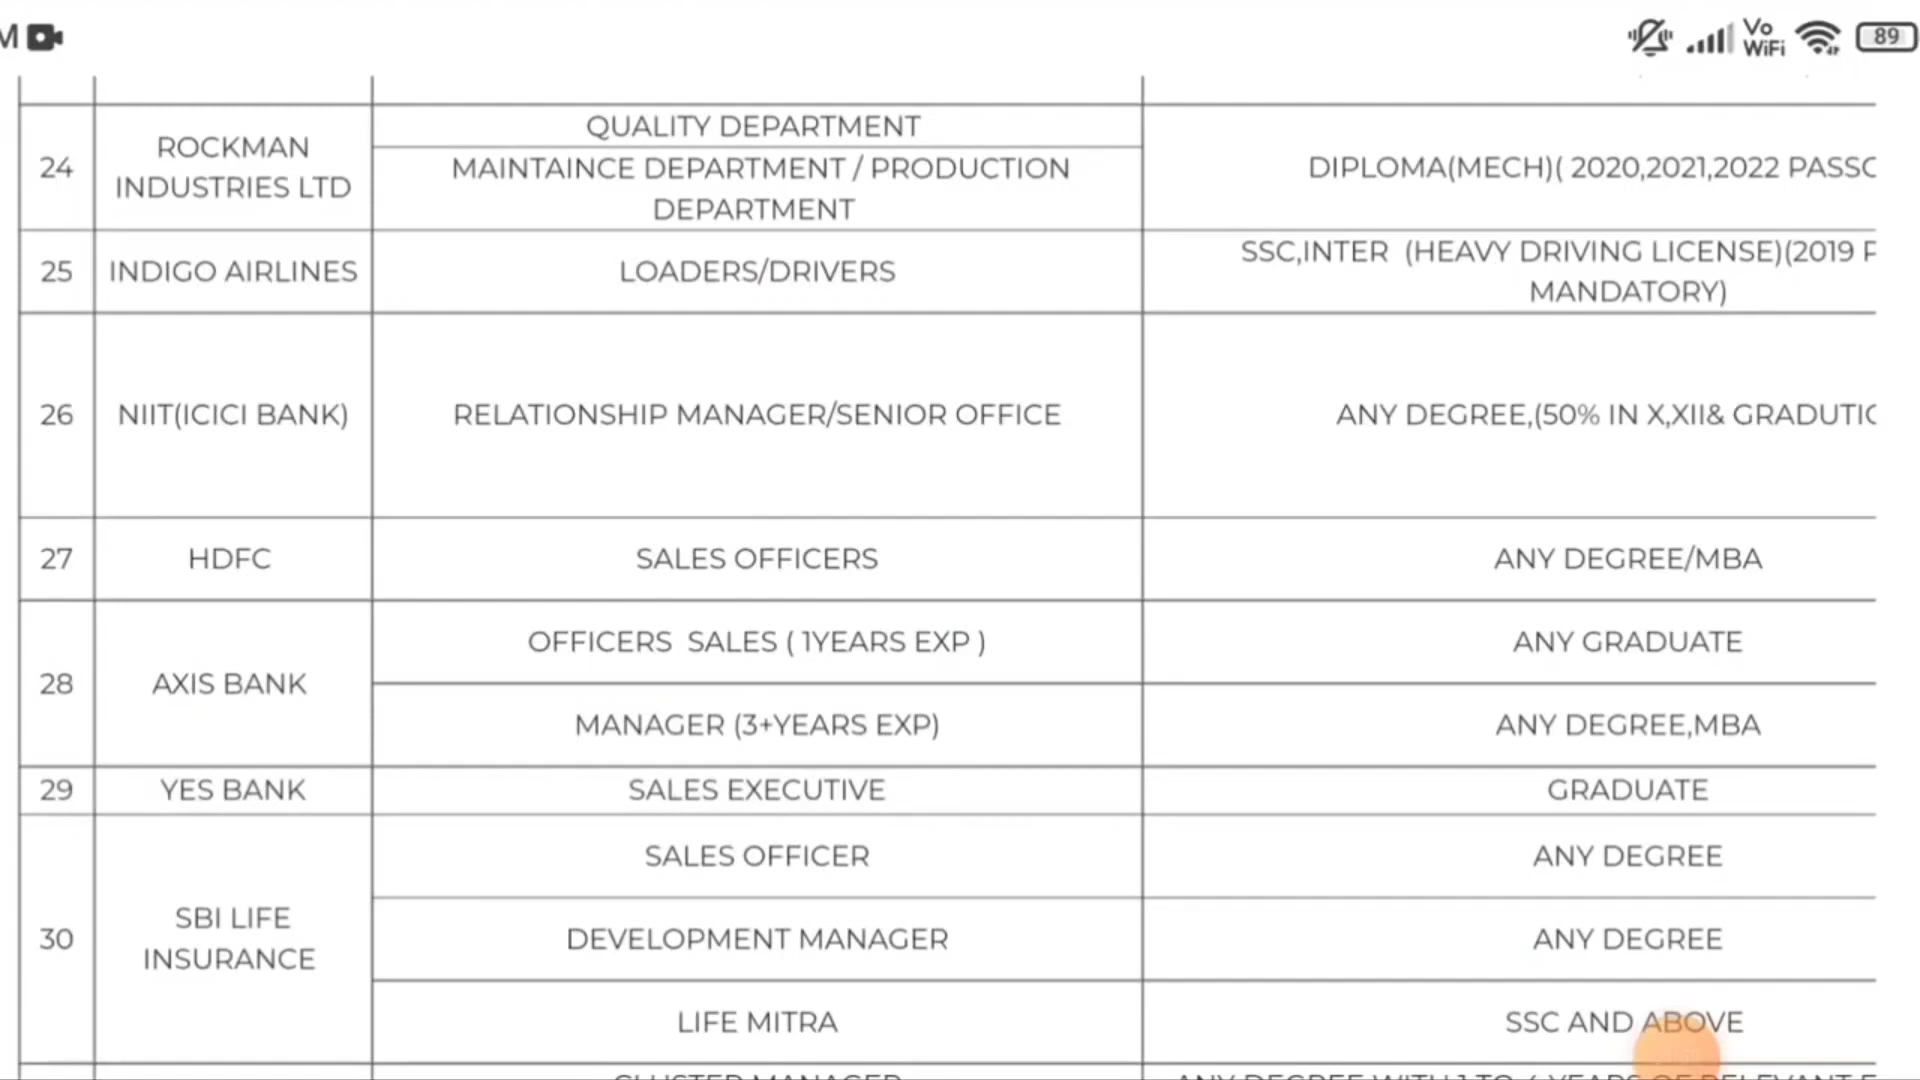 M
Vo
WiFi
89
24
ROCKMAN
INDUSTRIES LTD
QUALITY DEPARTMENT
MAINTAINCE DEPARTMENT / PRODUCTION
DEPARTMENT
DIPLOMA(MECH)( 2020,2021,2022
25
INDIGO AIRLINES
LOADERS/DRIVERS
SSC,INTER (HEAVY DRIVING LICENSE)(2019
MANDATORY)
26
NIIT(ICICI BANK)
RELATIONSHIP MANAGER/SENIOR OFFICE
ANY DEGREE,(50% IN X,XII&
27
HDFC
SALES OFFICERS
ANY DEGREE/MBA
28
AXIS BANK
OFFICERS SALES ( 1YEARS EXP )
ANY GRADUATE
MANAGER (3+YEARS EXP)
ANY DEGREE,MBA
29
YES BANK
SALES EXECUTIVE
GRADUATE
30
SBI LIFE
INSURANCE
SALES OFFICER
ANY DEGREE
DEVELOPMENT MANAGER
ANY DEGREE
LIFE MITRA
SSC AND ABOVE